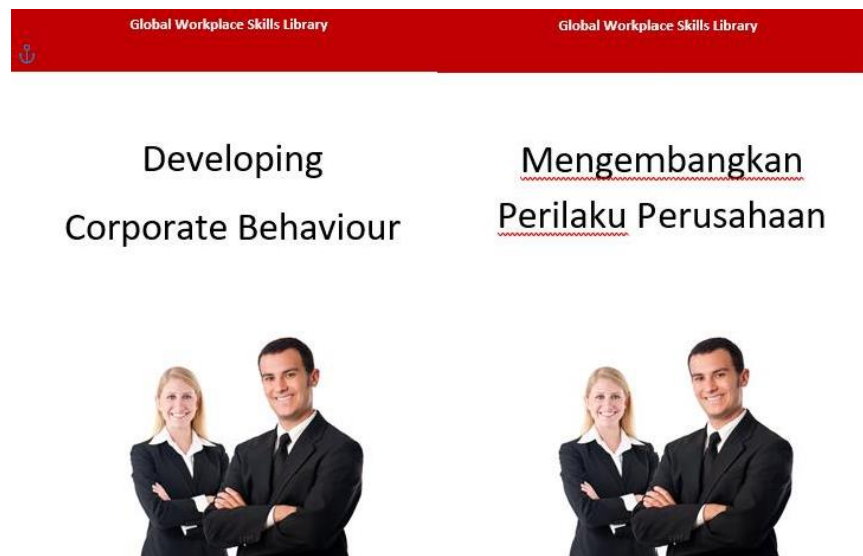 Global Workplace Skills Library
Developing
Corporate Behaviour
Global Workplace Skills Library
Mengembangkan
Perilaku Perusahaan